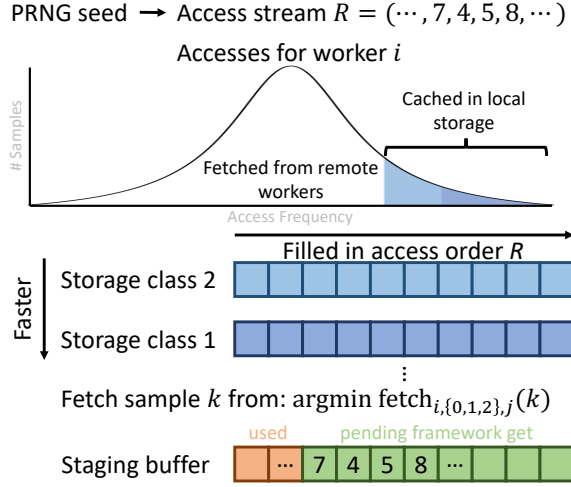 PRNG seed → Access stream R = (⋯, 7, 4, 5, 8, ⋯)
Accesses for worker i
# Samples
Cached in local
storage
Fetched from remote
workers
Access Frequency
Filled in access order R
Faster
Storage class 2
Storage class 1
⋮
Fetch sample k from: argmin fetch_{i,{0,1,2},j}(k)
used
pending framework get
Staging buffer
⋯ 7 4 5 8 ⋯